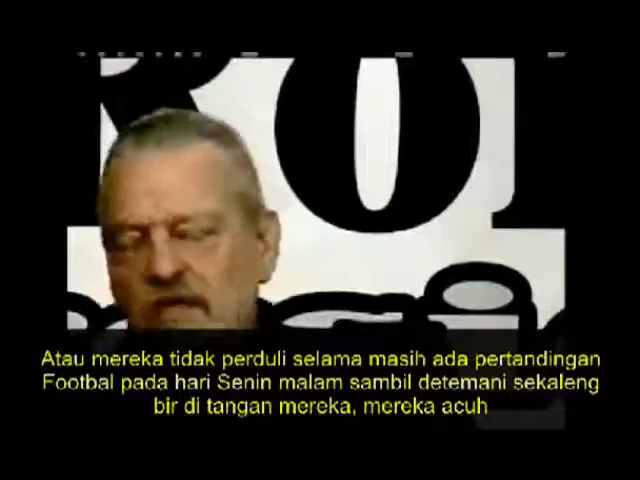 Atau mereka tidak perduli selama masih ada pertandingan
Footbal pada hari Senin malam sambil detemani sekaleng
bir di tangan mereka, mereka acuh